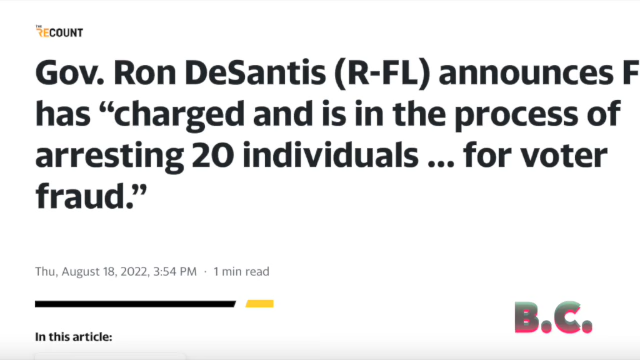 THE
RECOUNT
Gov. Ron DeSantis (R-FL) announces F
has “charged and is in the process of
arresting 20 individuals ... for voter
fraud.”
Thu, August 18, 2022, 3:54 PM · 1 min read
B.C.
In this article: